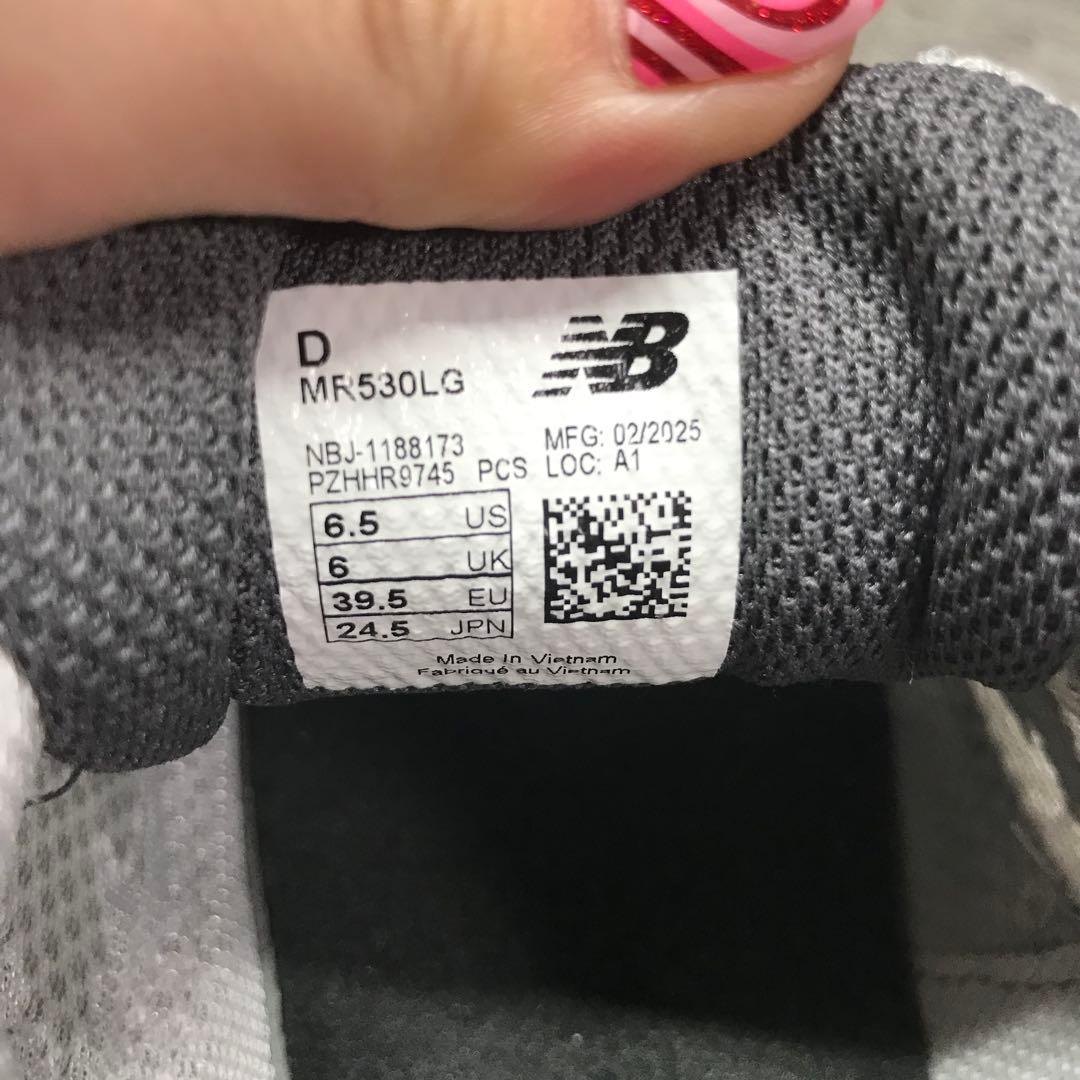 D
NB
MR530LG
NBJ-1188173 MFG: 02/2025
PZHHR9745 PCS LOC: A1
6.5 US
6 UK
39.5 EU
24.5 JPN
Made In Vietnam
Fabriqué au Vietnam